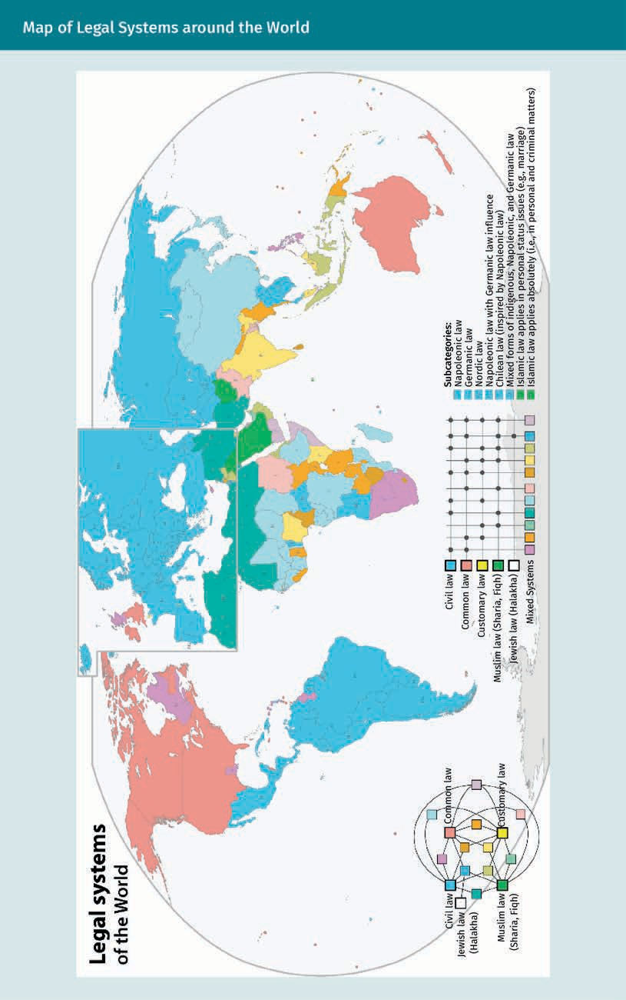 Map of Legal Systems around the World
Legal systems
of the World
Civil law
Common law
Jewish law
(Halakha)
Muslim law
(Sharia, Fiqh)
Customary law
Civil law
Common law
Customary law
Muslim law (Sharia, Fiqh)
Jewish law (Halakha)
Mixed Systems
Subcategories:
Napoleonic law
Germanic law
Nordic law
Napoleonic law with Germanic law influence
Chilean law (inspired by Napoleonic law)
Mixed forms of indigenous, Napoleonic, and Germanic law
Islamic law applies in personal status issues (e.g., marriage)
Islamic law applies absolutely (i.e., in personal and criminal matters)